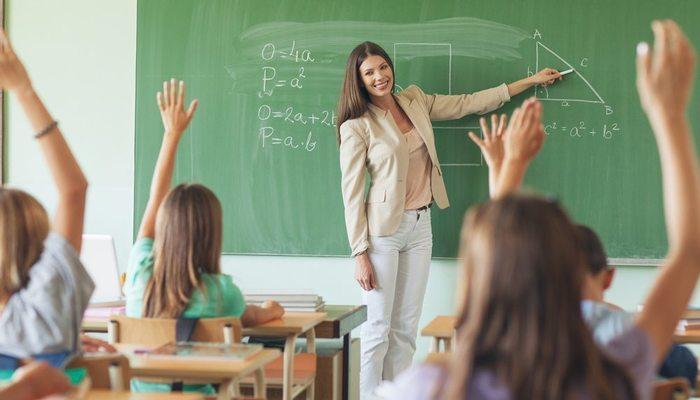 O = 4a
P = a²
O = 2a + 2b
P = a . b
A
C
b
a
B
c² = a² + b²